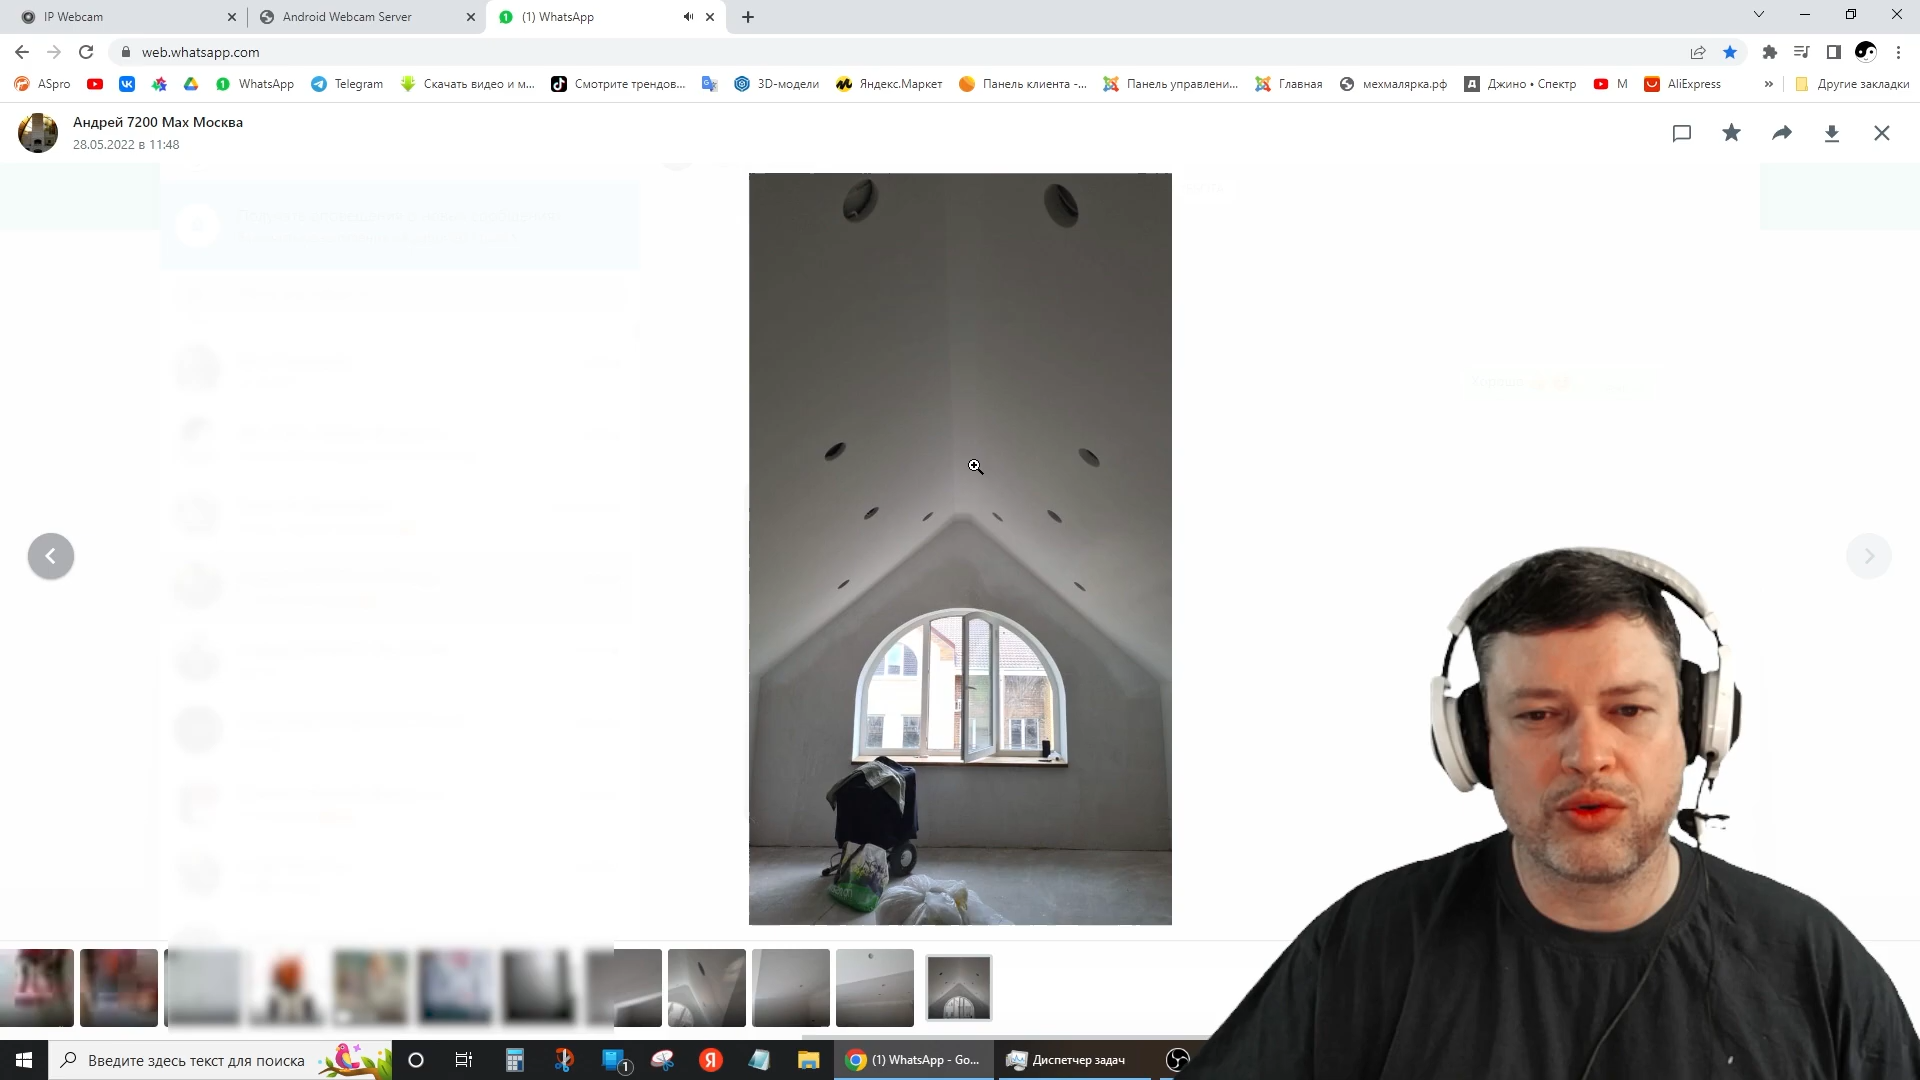 IP Webcam
Android Webcam Server
(1) WhatsApp
web.whatsapp.com
ASpro
WhatsApp
Telegram
Скачать видео и м...
Смотрите трендов...
3D-модели
Яндекс.Маркет
Панель клиента -...
Панель управлени...
Главная
мехмалярка.рф
Джино • Спектр
М
AliExpress
»
Другие закладки
Андрей 7200 Мах Москва
28.05.2022 в 11:48
Введите здесь текст для поиска
1
Я
(1) WhatsApp - Go...
Диспетчер задач